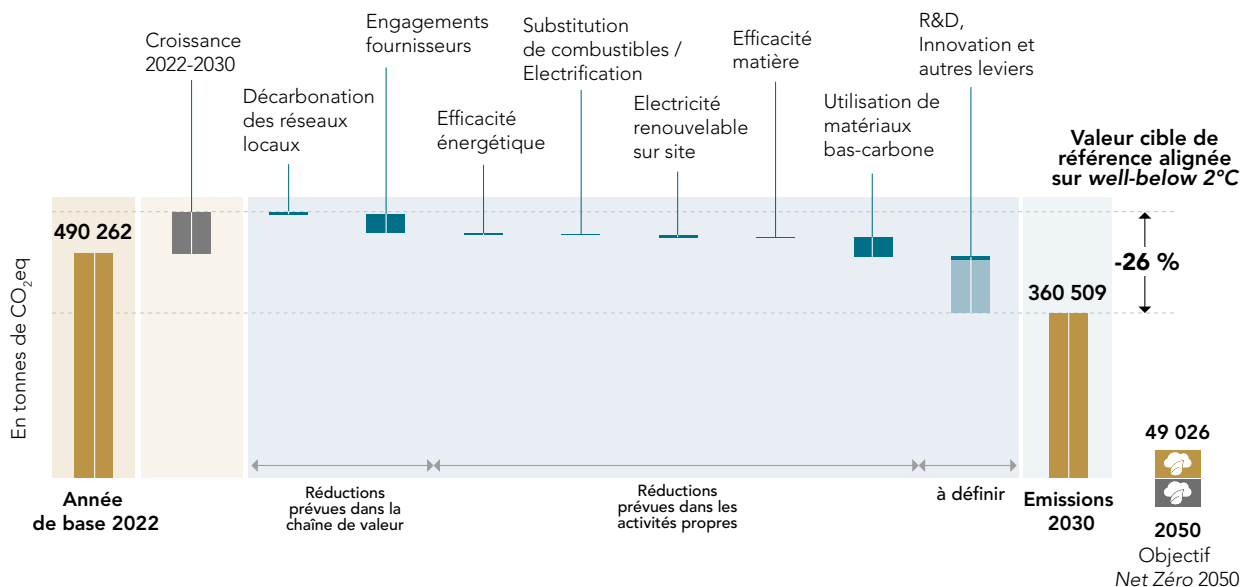 Croissance
2022-2030
Décarbonation
des réseaux
locaux
Engagements
fournisseurs
Efficacité
énergétique
Substitution
de combustibles /
Electrification
Electricité
renouvelable
sur site
Efficacité
matière
Utilisation de
matériaux
bas-carbone
R&D,
Innovation et
autres leviers
Valeur cible de
référence alignée
sur well-below 2°C
En tonnes de CO₂eq
490 262
-26 %
360 509
49 026
Année
de base 2022
Réductions
prévues dans la
chaîne de valeur
Réductions
prévues dans les
activités propres
à définir
Emissions
2030
2050
Objectif
Net Zéro 2050